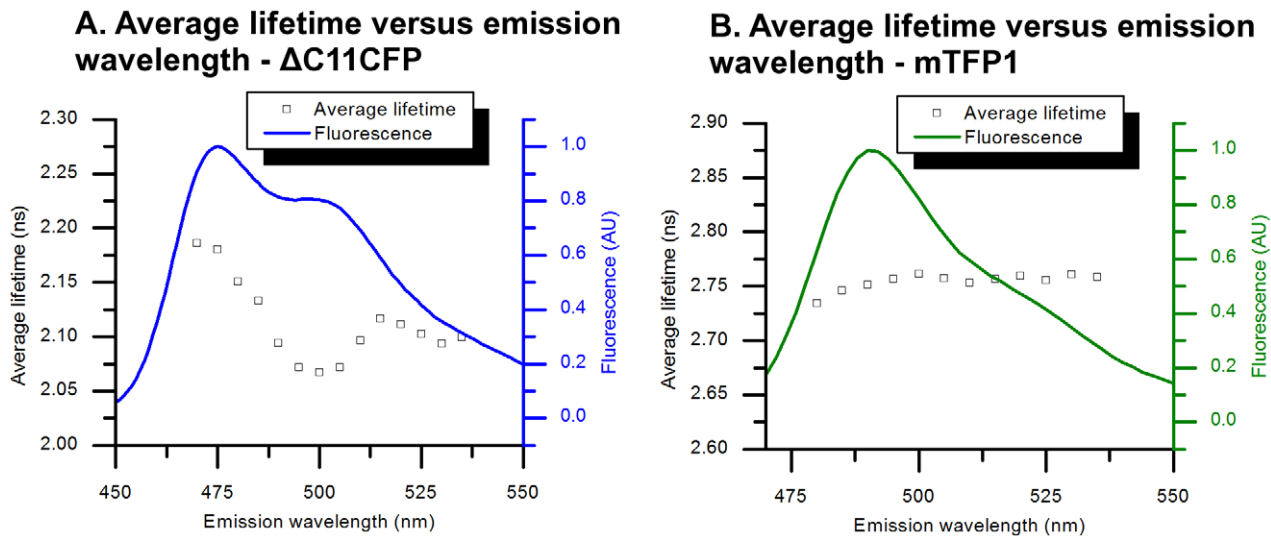 A. Average lifetime versus emission
wavelength - ΔC11CFP
Average lifetime
Fluorescence
2.30
2.25
2.20
2.15
2.10
2.05
2.00
Average lifetime (ns)
1.0
0.8
0.6
0.4
0.2
0.0
Fluorescence (AU)
450
475
500
525
550
Emission wavelength (nm)
B. Average lifetime versus emission
wavelength - mTFP1
Average lifetime
Fluorescence
2.90
2.85
2.80
2.75
2.70
2.65
2.60
Average lifetime (ns)
1.0
0.8
0.6
0.4
0.2
0.0
Fluorescence (AU)
475
500
525
550
Emission wavelength (nm)